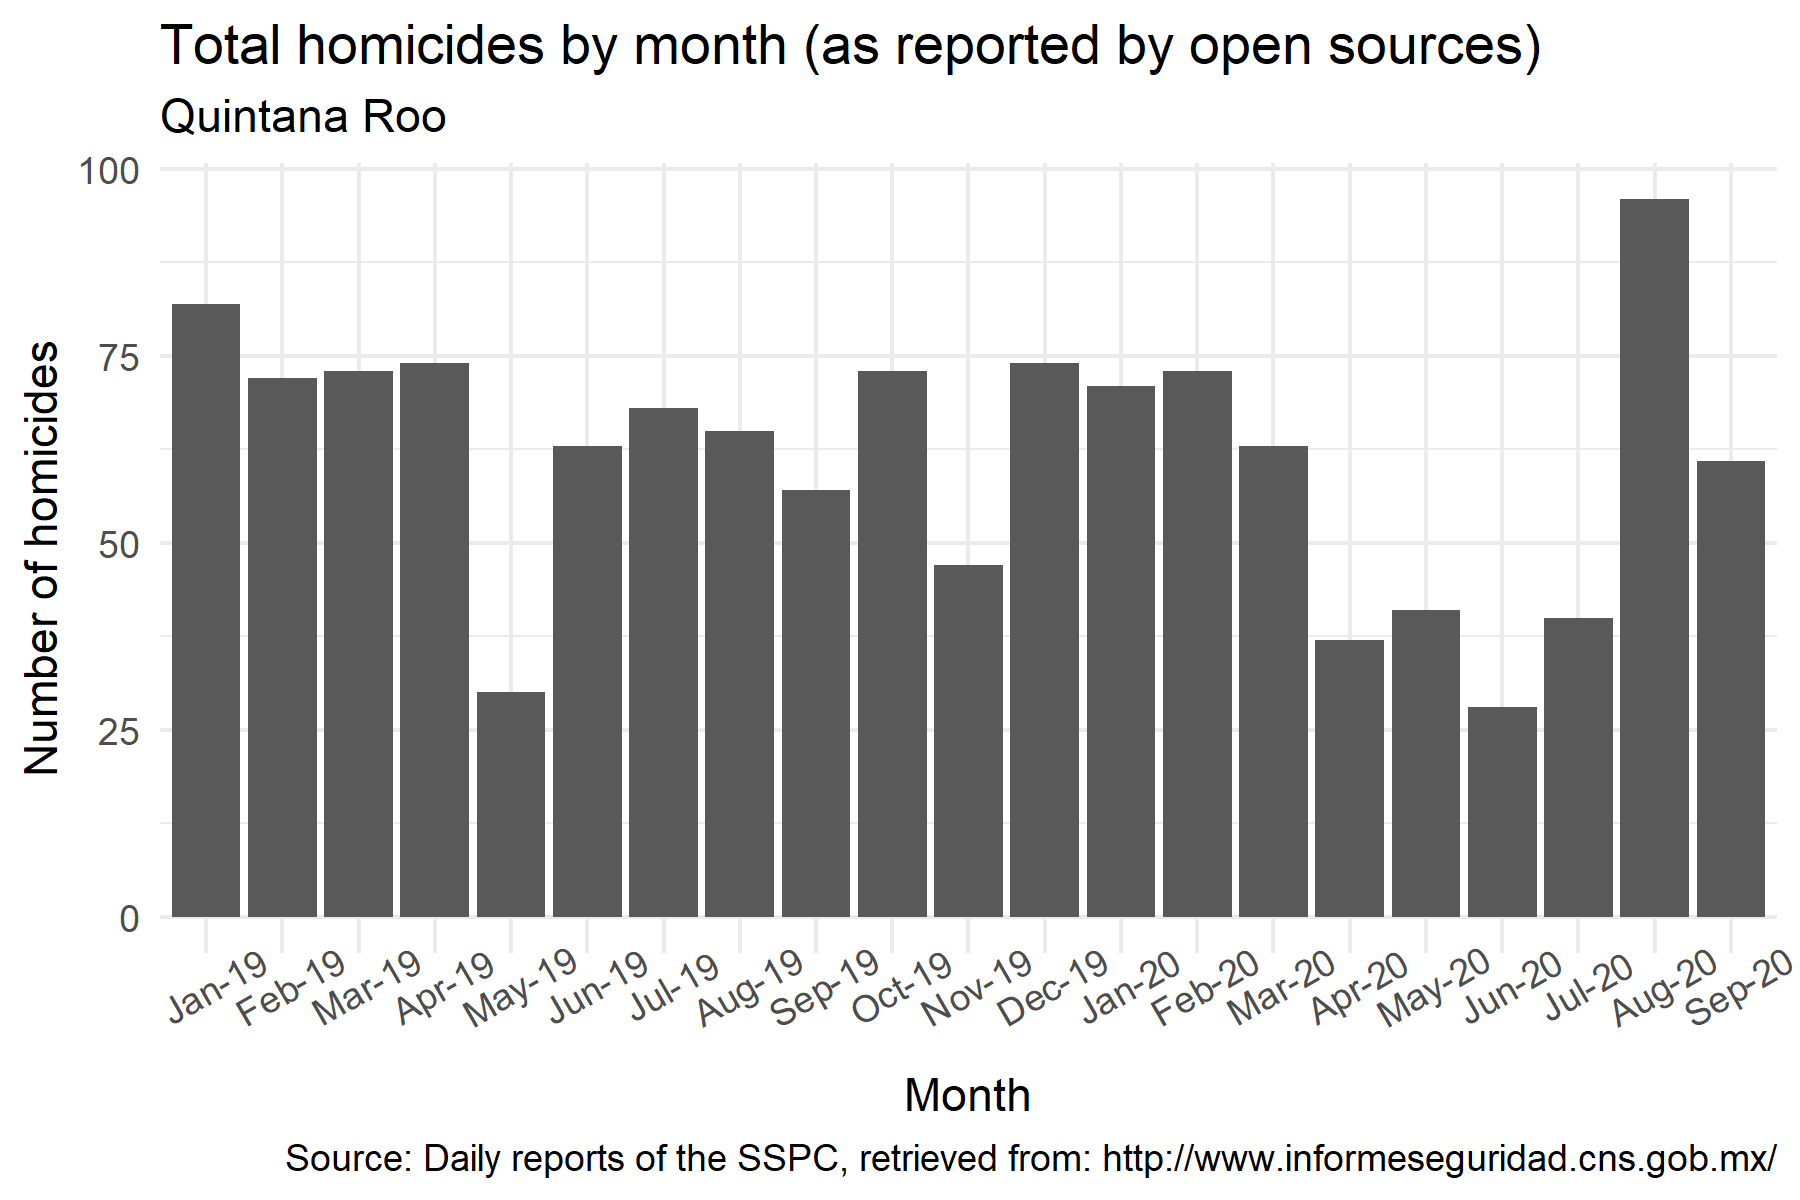 Total homicides by month (as reported by open sources)
Quintana Roo
100
75
50
25
0
Number of homicides
Jan-19
Feb-19
Mar-19
Apr-19
May-19
Jun-19
Jul-19
Aug-19
Sep-19
Oct-19
Nov-19
Dec-19
Jan-20
Feb-20
Mar-20
Apr-20
May-20
Jun-20
Jul-20
Aug-20
Sep-20
Month
Source: Daily reports of the SSPC, retrieved from: http://www.informeseguridad.cns.gob.mx/